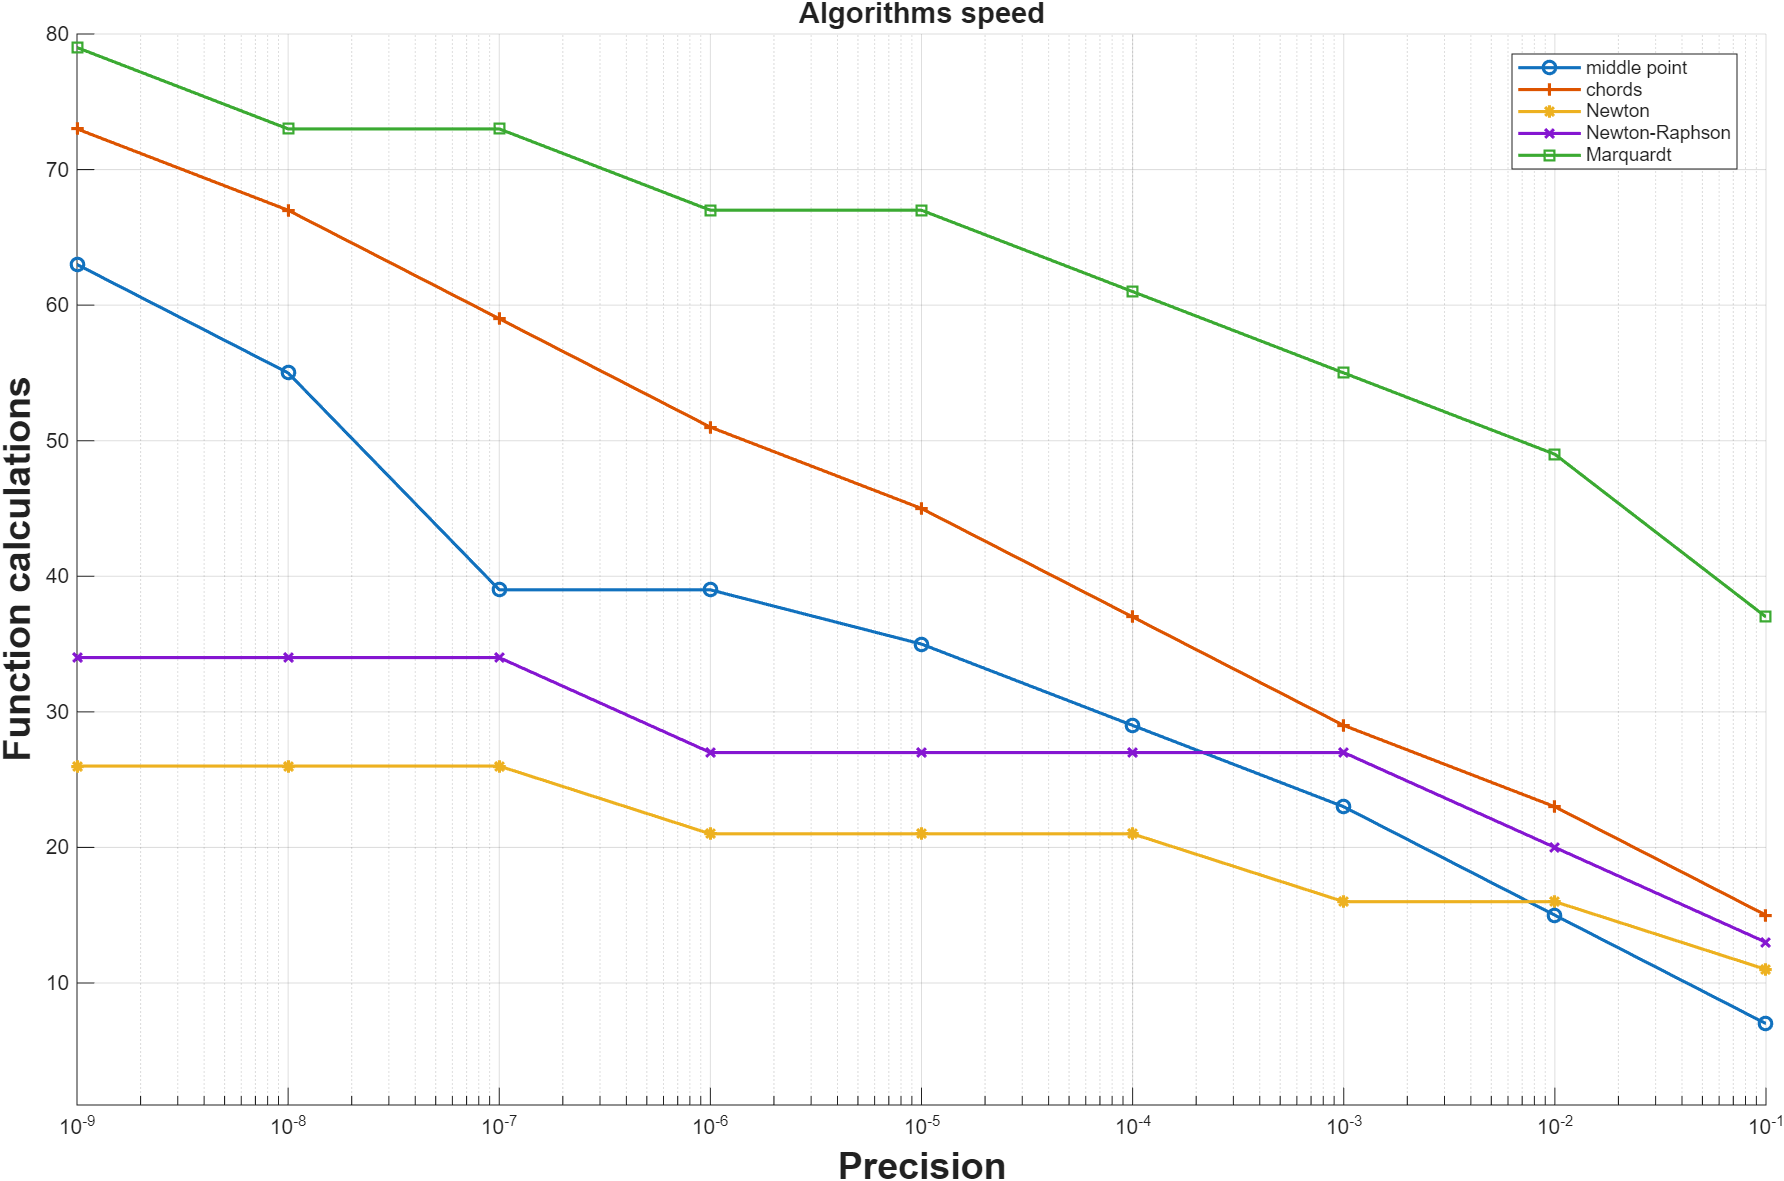 Algorithms speed
80
70
60
50
40
30
20
10
Function calculations
middle point
chords
Newton
Newton-Raphson
Marquardt
10⁻⁹ 10⁻⁸ 10⁻⁷ 10⁻⁶ 10⁻⁵ 10⁻⁴ 10⁻³ 10⁻² 10⁻¹
Precision